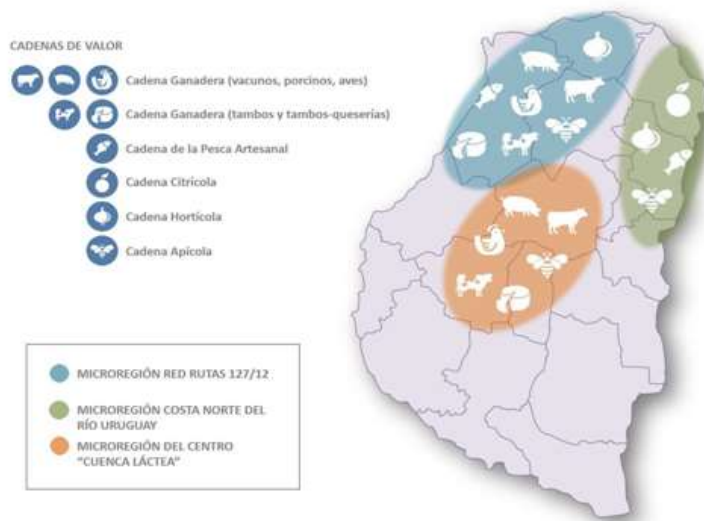 CADENAS DE VALOR
Cadena Ganadera (vacunos, porcinos, aves)
Cadena Ganadera (tambos y tambos-queserías)
Cadena de la Pesca Artesanal
Cadena Citrícola
Cadena Hortícola
Cadena Apícola
MICROREGIÓN RED RUTAS 127/12
MICROREGIÓN COSTA NORTE DEL
RÍO URUGUAY
MICROREGIÓN DEL CENTRO
"CUENCA LÁCTEA"